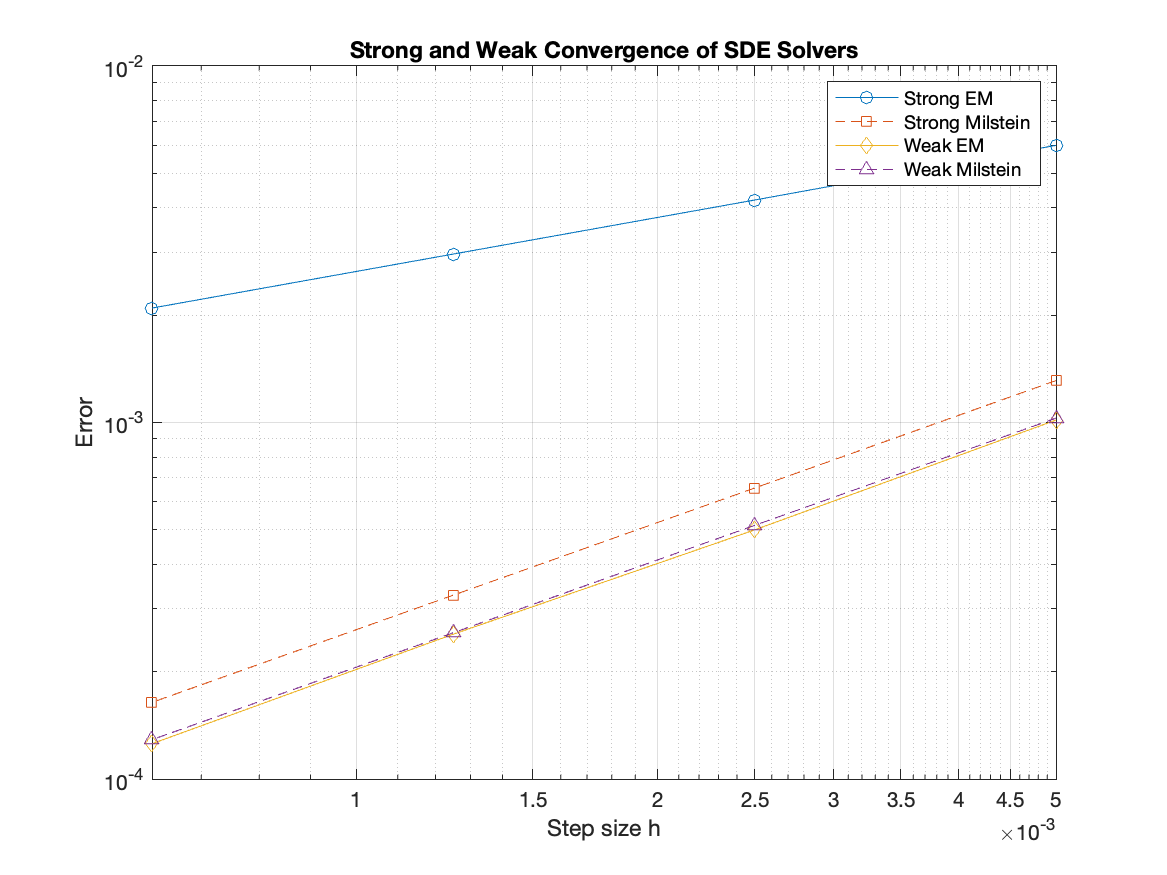 Strong and Weak Convergence of SDE Solvers
10^-2
Strong EM
Strong Milstein
Weak EM
Weak Milstein
Error
10^-3
10^-4
1 1.5 2 2.5 3 3.5 4 4.5 5
Step size h
×10^-3